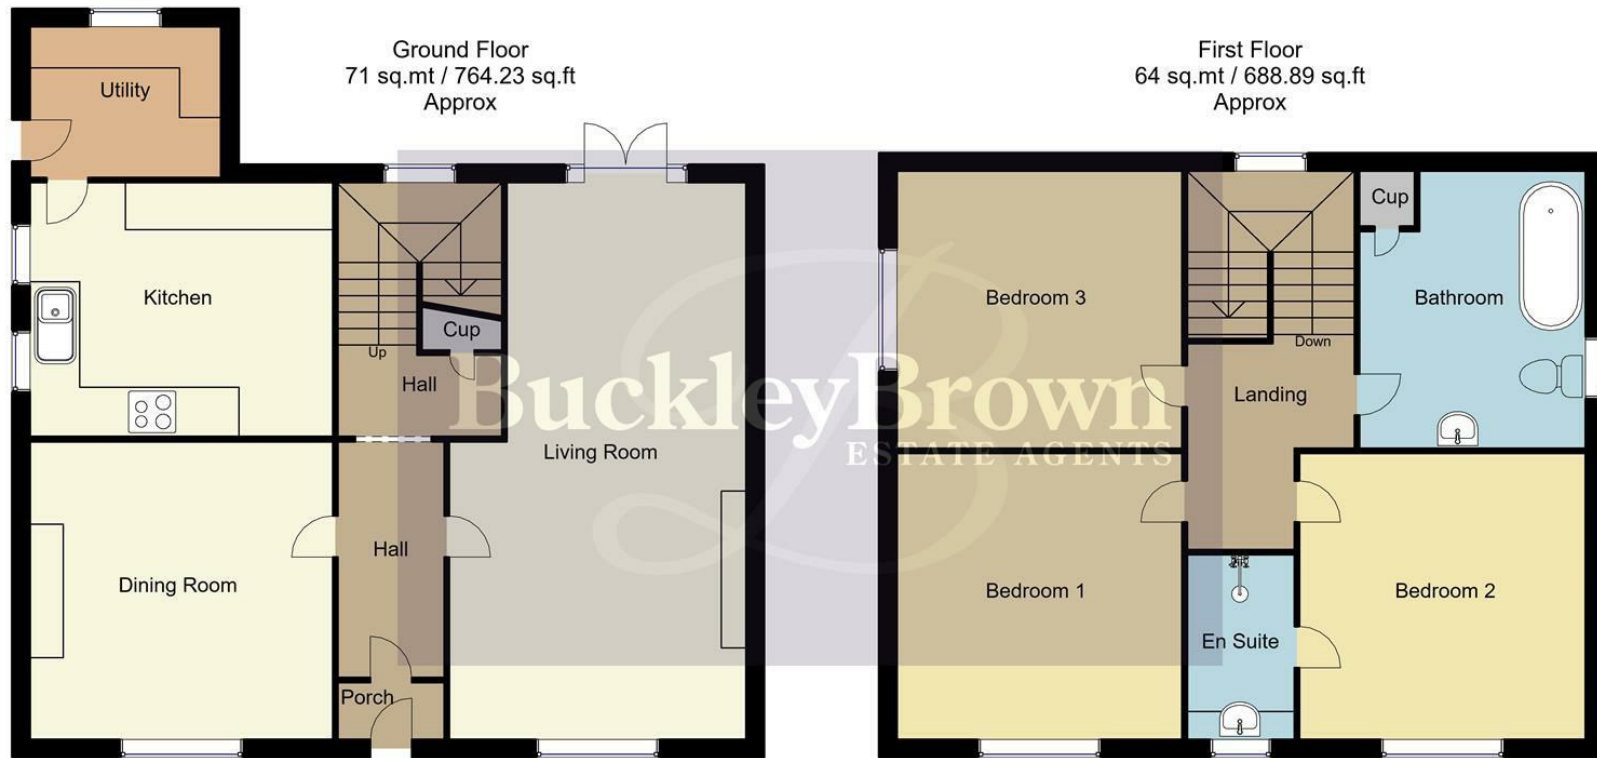 Ground Floor
71 sq.mt / 764.23 sq.ft
Approx
Utility
Kitchen
Cup
Up
Hall
Living Room
Dining Room
Hall
Porch
First Floor
64 sq.mt / 688.89 sq.ft
Approx
Cup
Bedroom 3
Bathroom
Down
Landing
Bedroom 1
Bedroom 2
En Suite
BuckleyBrown
ESTATE AGENTS
B